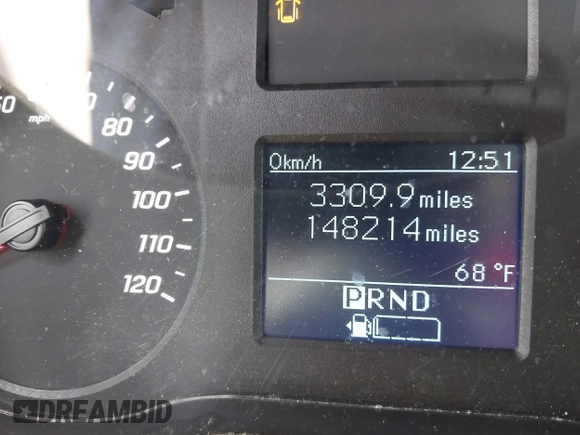 mph
80
90
100
110
120
0km/h 12:51
3309.9 miles
148214 miles
68 °F
PRND
DREAMBID